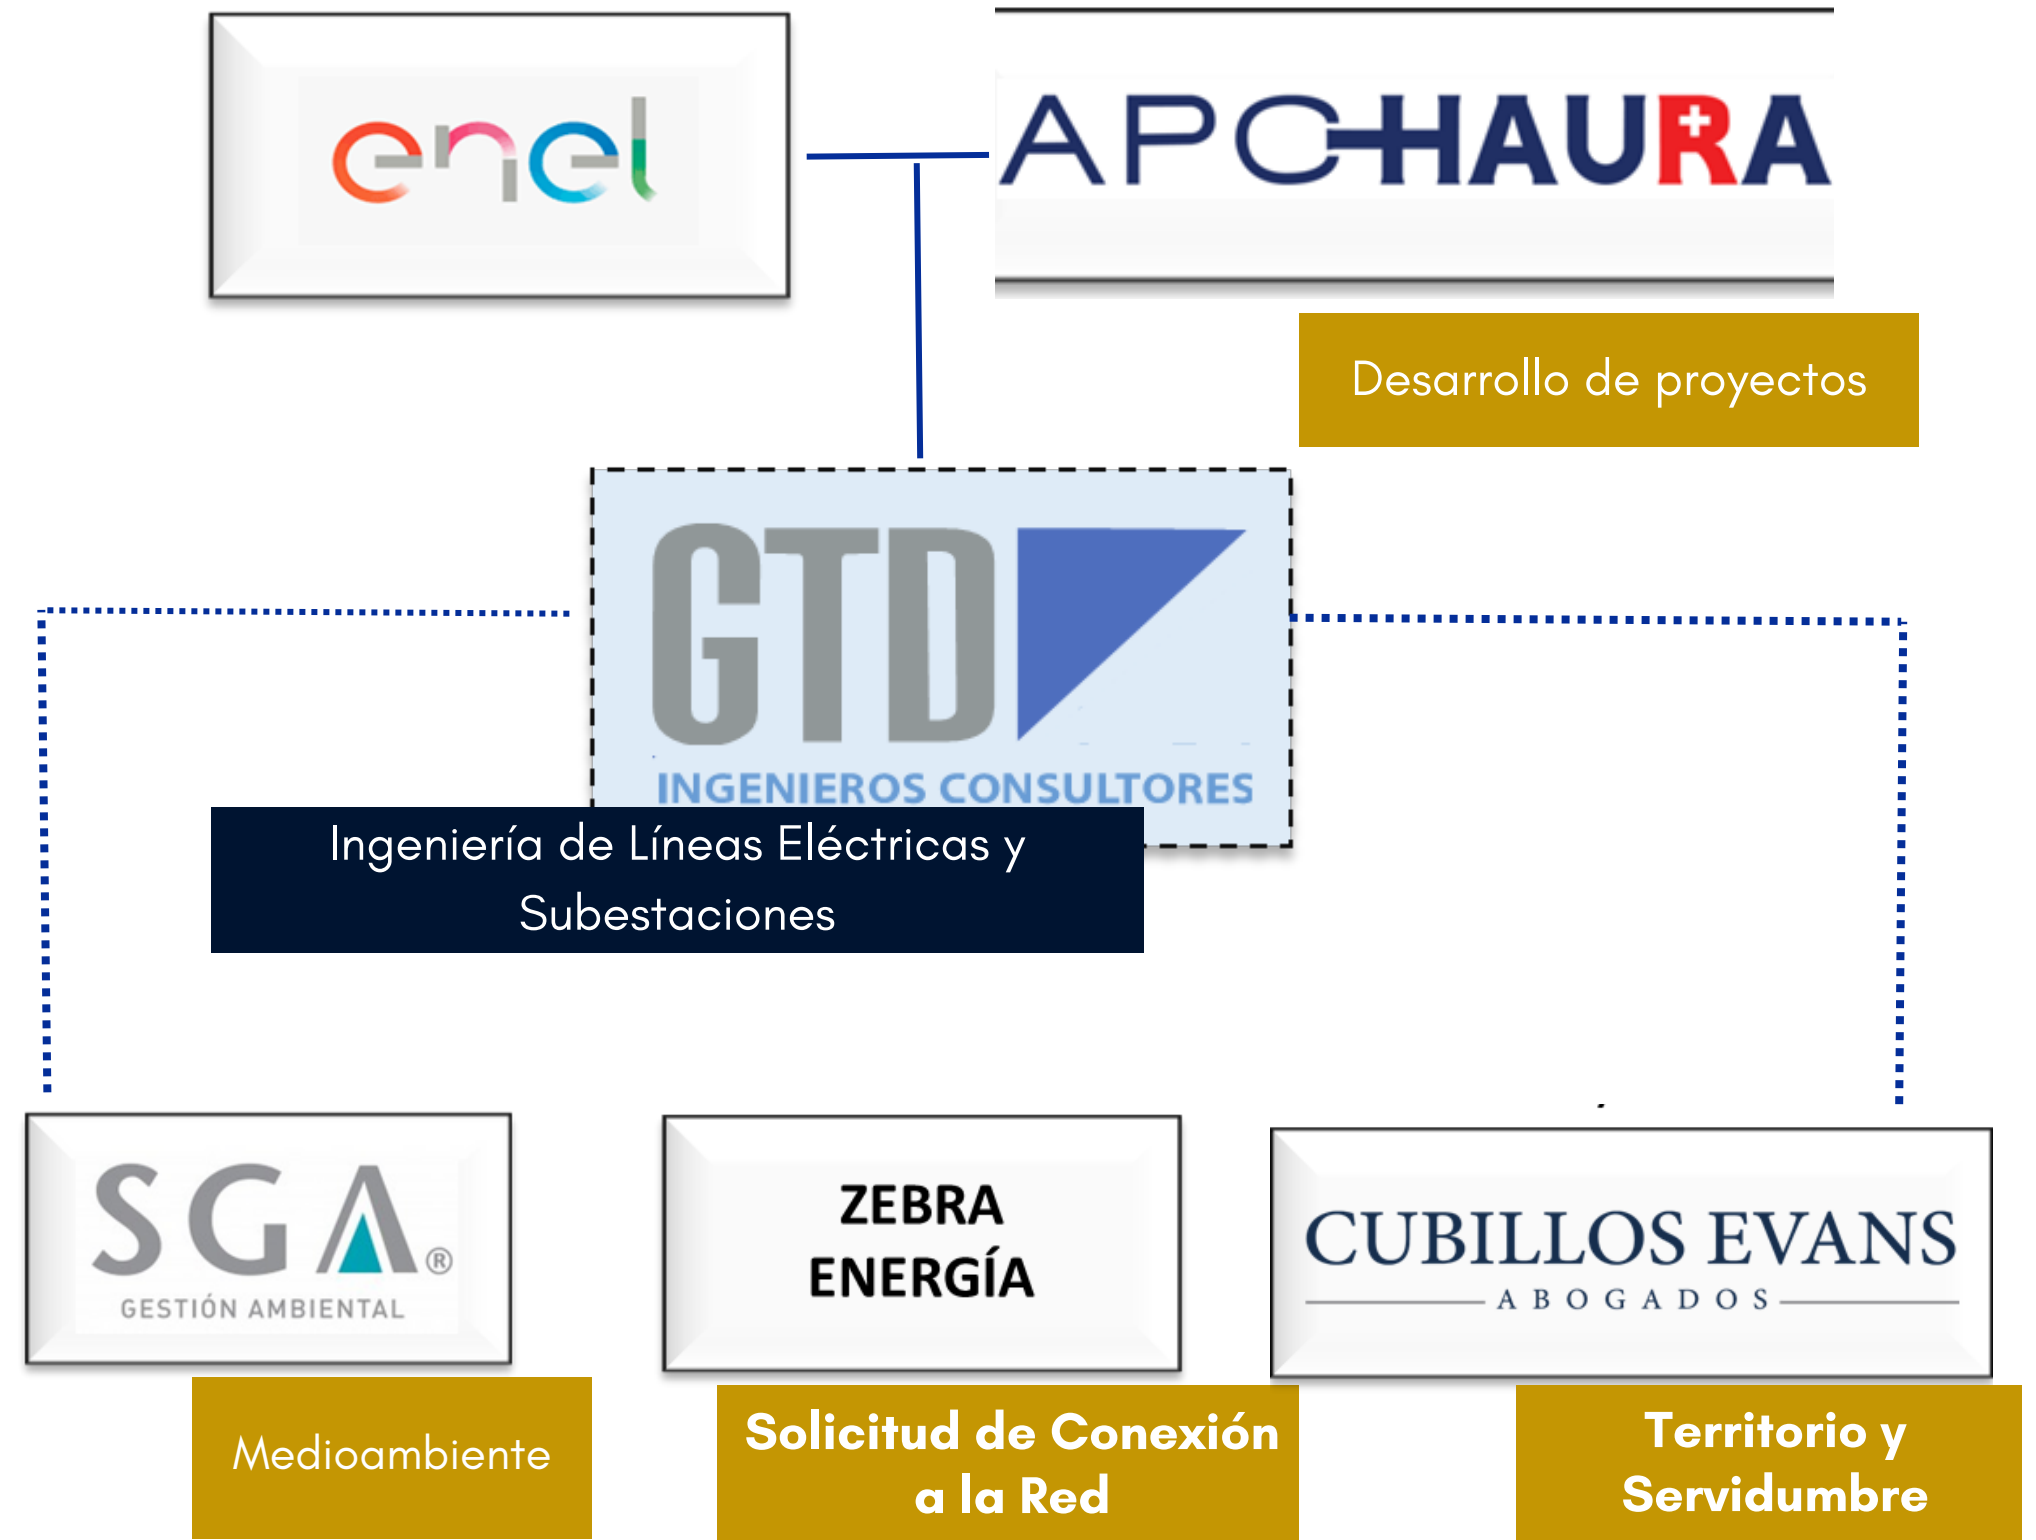 enel
APCHAURA
Desarrollo de proyectos
GTD
INGENIEROS CONSULTORES
Ingeniería de Líneas Eléctricas y
Subestaciones
SGA®
GESTIÓN AMBIENTAL
ZEBRA
ENERGÍA
CUBILLOS EVANS
ABOGADOS
Medioambiente
Solicitud de Conexión
a la Red
Territorio y
Servidumbre